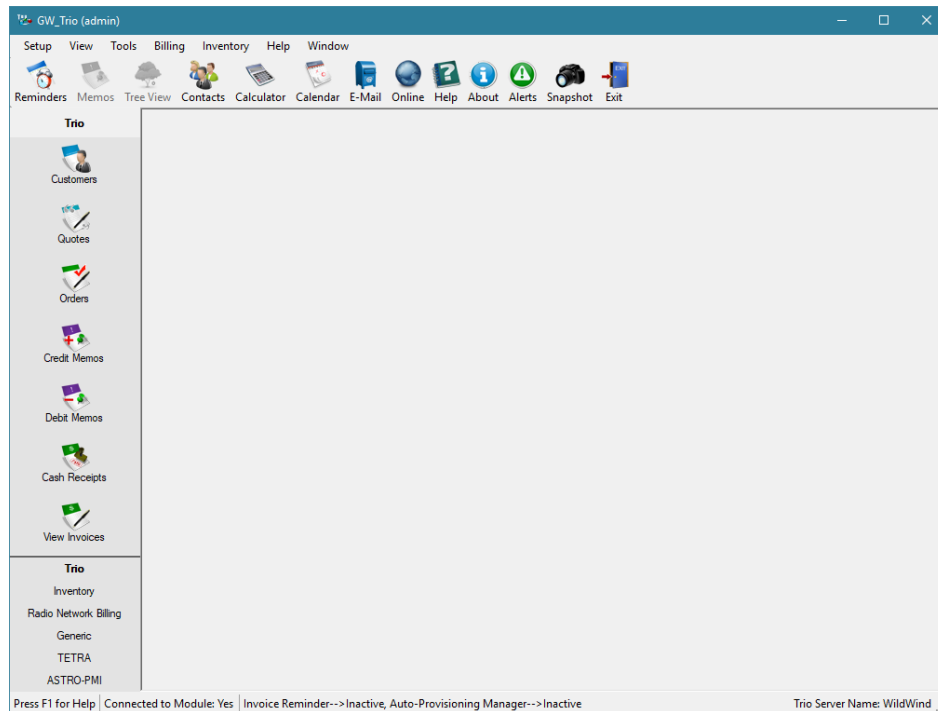 GW_Trio (admin)
Setup View Tools Billing Inventory Help Window
Reminders Memos Tree View Contacts Calculator Calendar E-Mail Online Help About Alerts Snapshot Exit
Trio
Customers
Quotes
Orders
Credit Memos
Debit Memos
Cash Receipts
View Invoices
Trio
Inventory
Radio Network Billing
Generic
TETRA
ASTRO-PMI
Press F1 for Help Connected to Module: Yes Invoice Reminder-->Inactive, Auto-Provisioning Manager-->Inactive Trio Server Name: WildWind